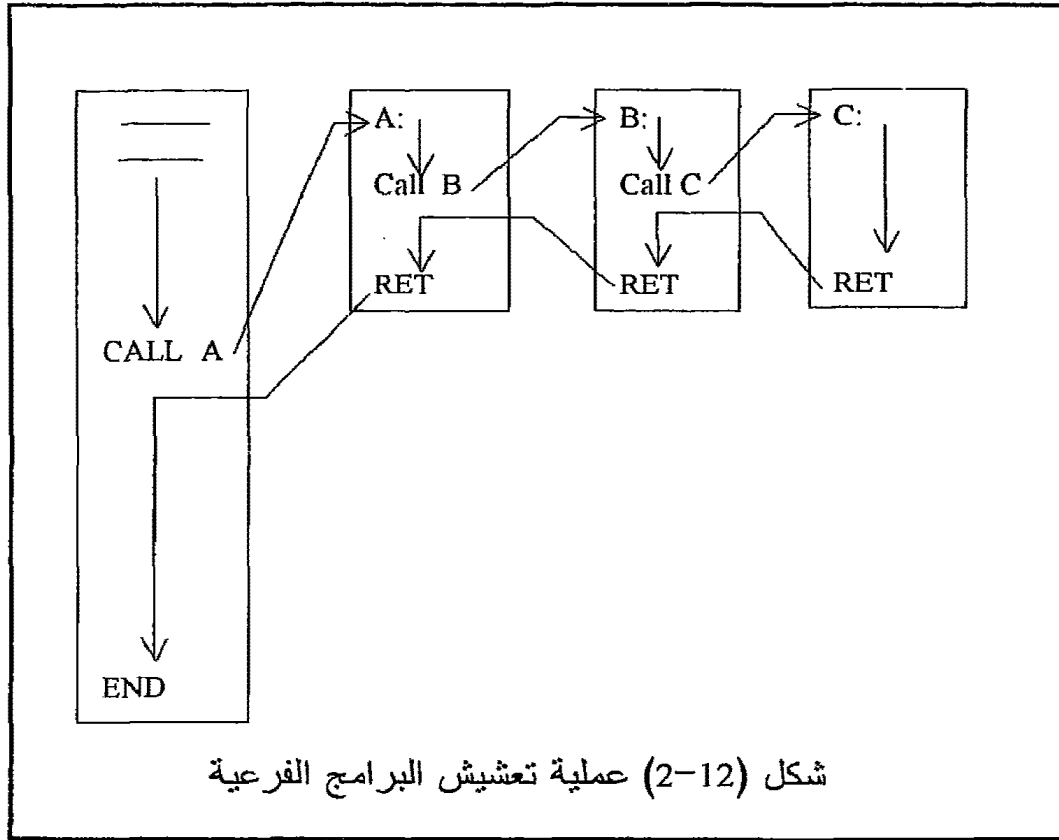 A:
B:
C:
Call B
Call C
RET
RET
RET
CALL A
END
شكل (2-12) عملية تعشيش البرامج الفرعية